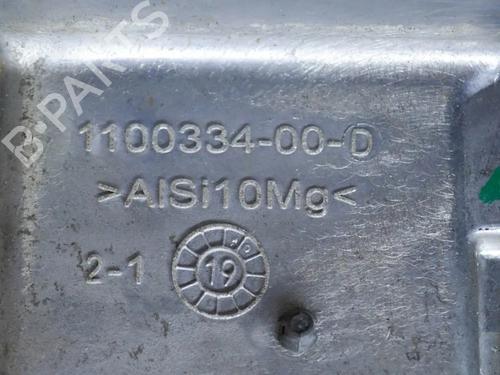 B-PARTS
1100334-00-D
>AlSi10Mg<
2-1
19